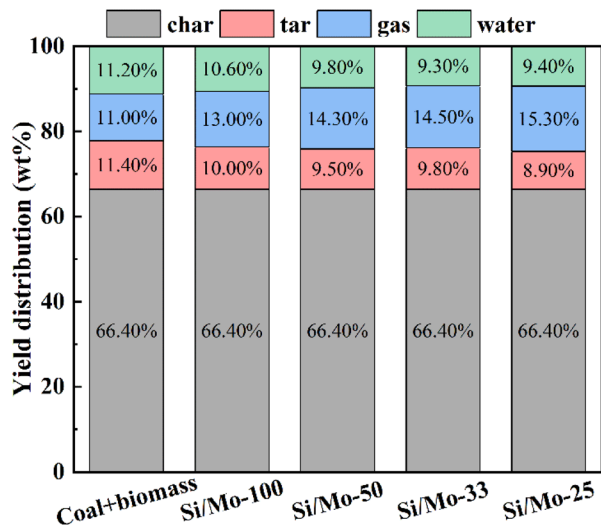 char tar gas water
Yield distribution (wt%)
100
80
60
40
20
0
11.20% 10.60% 9.80% 9.30% 9.40%
11.00% 13.00% 14.30% 14.50% 15.30%
11.40% 10.00% 9.50% 9.80% 8.90%
66.40% 66.40% 66.40% 66.40% 66.40%
Coal+biomass Si/Mo-100 Si/Mo-50 Si/Mo-33 Si/Mo-25